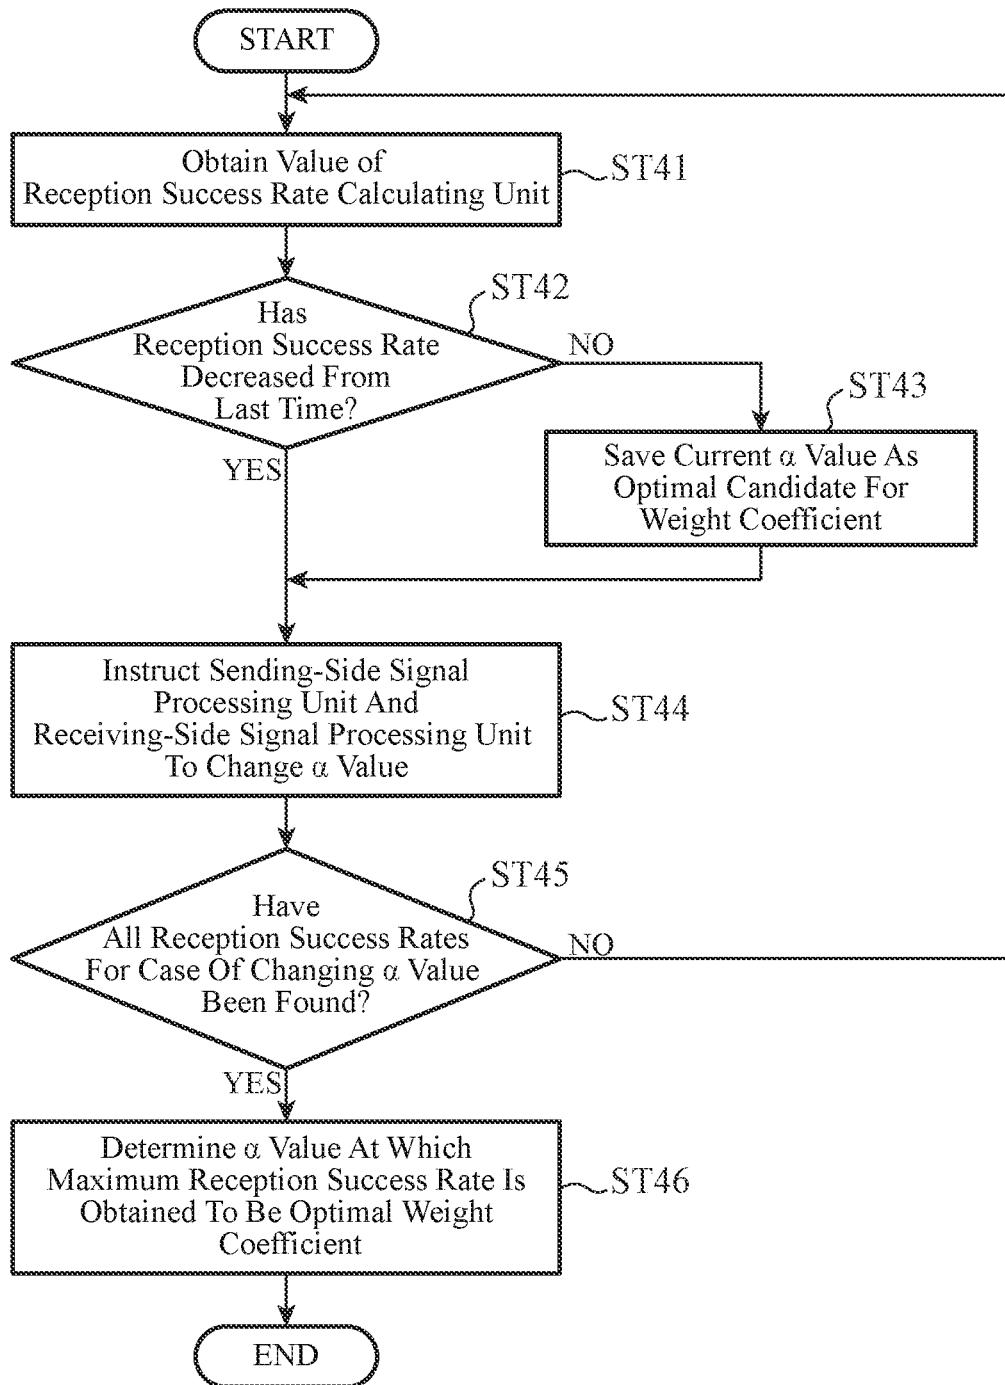 START
Obtain Value of
Reception Success Rate Calculating Unit
ST41
ST42
Has
Reception Success Rate
Decreased From
Last Time?
NO
YES
ST43
Save Current α Value As
Optimal Candidate For
Weight Coefficient
Instruct Sending-Side Signal
Processing Unit And
Receiving-Side Signal Processing Unit
To Change α Value
ST44
ST45
Have
All Reception Success Rates
For Case Of Changing α Value
Been Found?
NO
YES
Determine α Value At Which
Maximum Reception Success Rate Is
Obtained To Be Optimal Weight
Coefficient
ST46
END